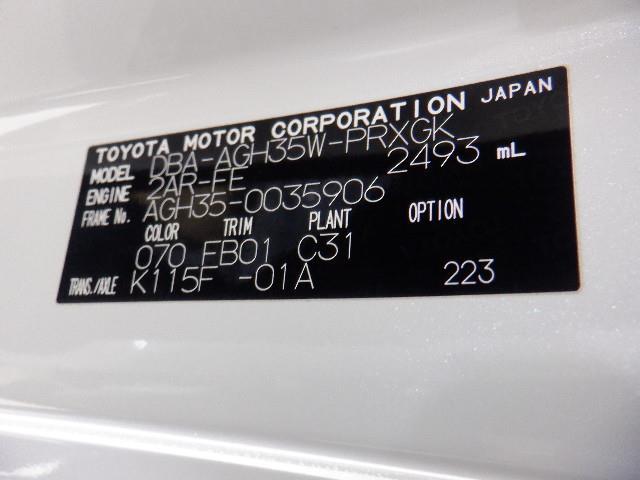 TOYOTA MOTOR CORPORATION JAPAN
MODEL DBA-AGH35W-PRXGK
ENGINE 2AR-FE 2493 mL
FRAME No. AGH35-0035906
COLOR TRIM PLANT OPTION
070 FB01 C31
TRANS./AXLE K115F -01A 223